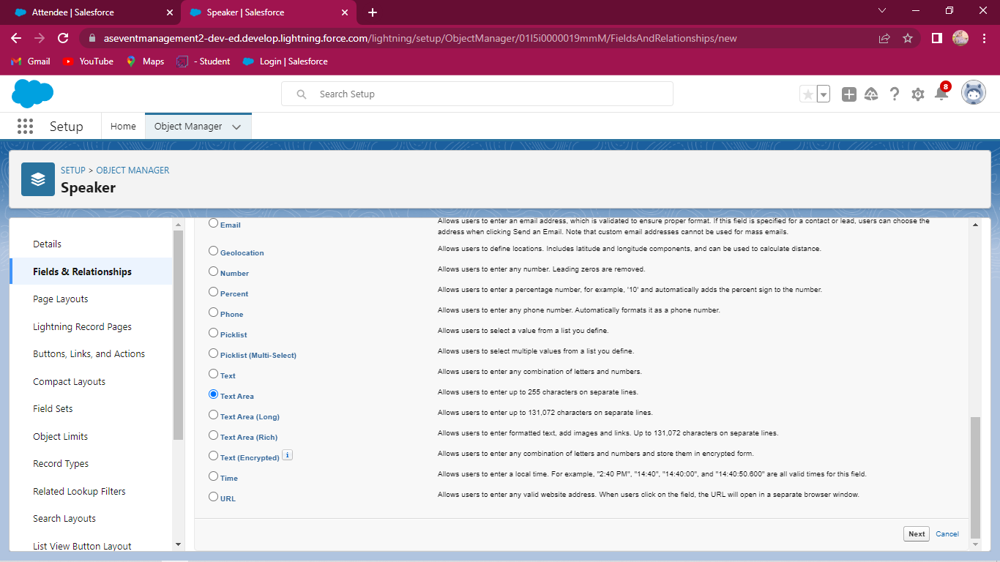 Attendee | Salesforce
Speaker | Salesforce
aseventmanagement2-dev-ed.develop.lightning.force.com/lightning/setup/ObjectManager/01I5i0000019mmM/FieldsAndRelationships/new
Gmail
YouTube
Maps
- Student
Login | Salesforce
Search Setup
8
Setup
Home
Object Manager
SETUP > OBJECT MANAGER
Speaker
Details
Fields & Relationships
Page Layouts
Lightning Record Pages
Buttons, Links, and Actions
Compact Layouts
Field Sets
Object Limits
Record Types
Related Lookup Filters
Search Layouts
List View Button Layout
Email
Allows users to enter an email address, which is validated to ensure proper format. If this field is specified for a contact or lead, users can choose the
address when clicking Send an Email. Note that custom email addresses cannot be used for mass emails.
Geolocation
Allows users to define locations. Includes latitude and longitude components, and can be used to calculate distance.
Number
Allows users to enter any number. Leading zeros are removed.
Percent
Allows users to enter a percentage number, for example, '10' and automatically adds the percent sign to the number.
Phone
Allows users to enter any phone number. Automatically formats it as a phone number.
Picklist
Allows users to select a value from a list you define.
Picklist (Multi-Select)
Allows users to select multiple values from a list you define.
Text
Allows users to enter any combination of letters and numbers.
Text Area
Allows users to enter up to 255 characters on separate lines.
Text Area (Long)
Allows users to enter up to 131,072 characters on separate lines.
Text Area (Rich)
Allows users to enter formatted text, add images and links. Up to 131,072 characters on separate lines.
Text (Encrypted) i
Allows users to enter any combination of letters and numbers and store them in encrypted form.
Time
Allows users to enter a local time. For example, "2:40 PM", "14:40", "14:40:00", and "14:40:50.600" are all valid times for this field.
URL
Allows users to enter any valid website address. When users click on the field, the URL will open in a separate browser window.
Next
Cancel